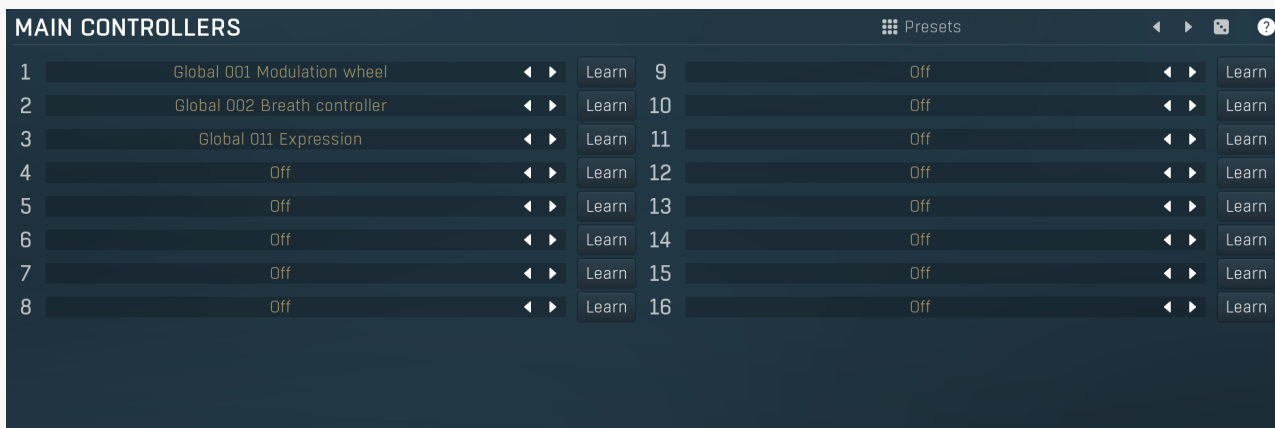 MAIN CONTROLLERS Presets ?
1 Global 001 Modulation wheel Learn 9 Off Learn
2 Global 002 Breath controller Learn 10 Off Learn
3 Global 011 Expression Learn 11 Off Learn
4 Off Learn 12 Off Learn
5 Off Learn 13 Off Learn
6 Off Learn 14 Off Learn
7 Off Learn 15 Off Learn
8 Off Learn 16 Off Learn